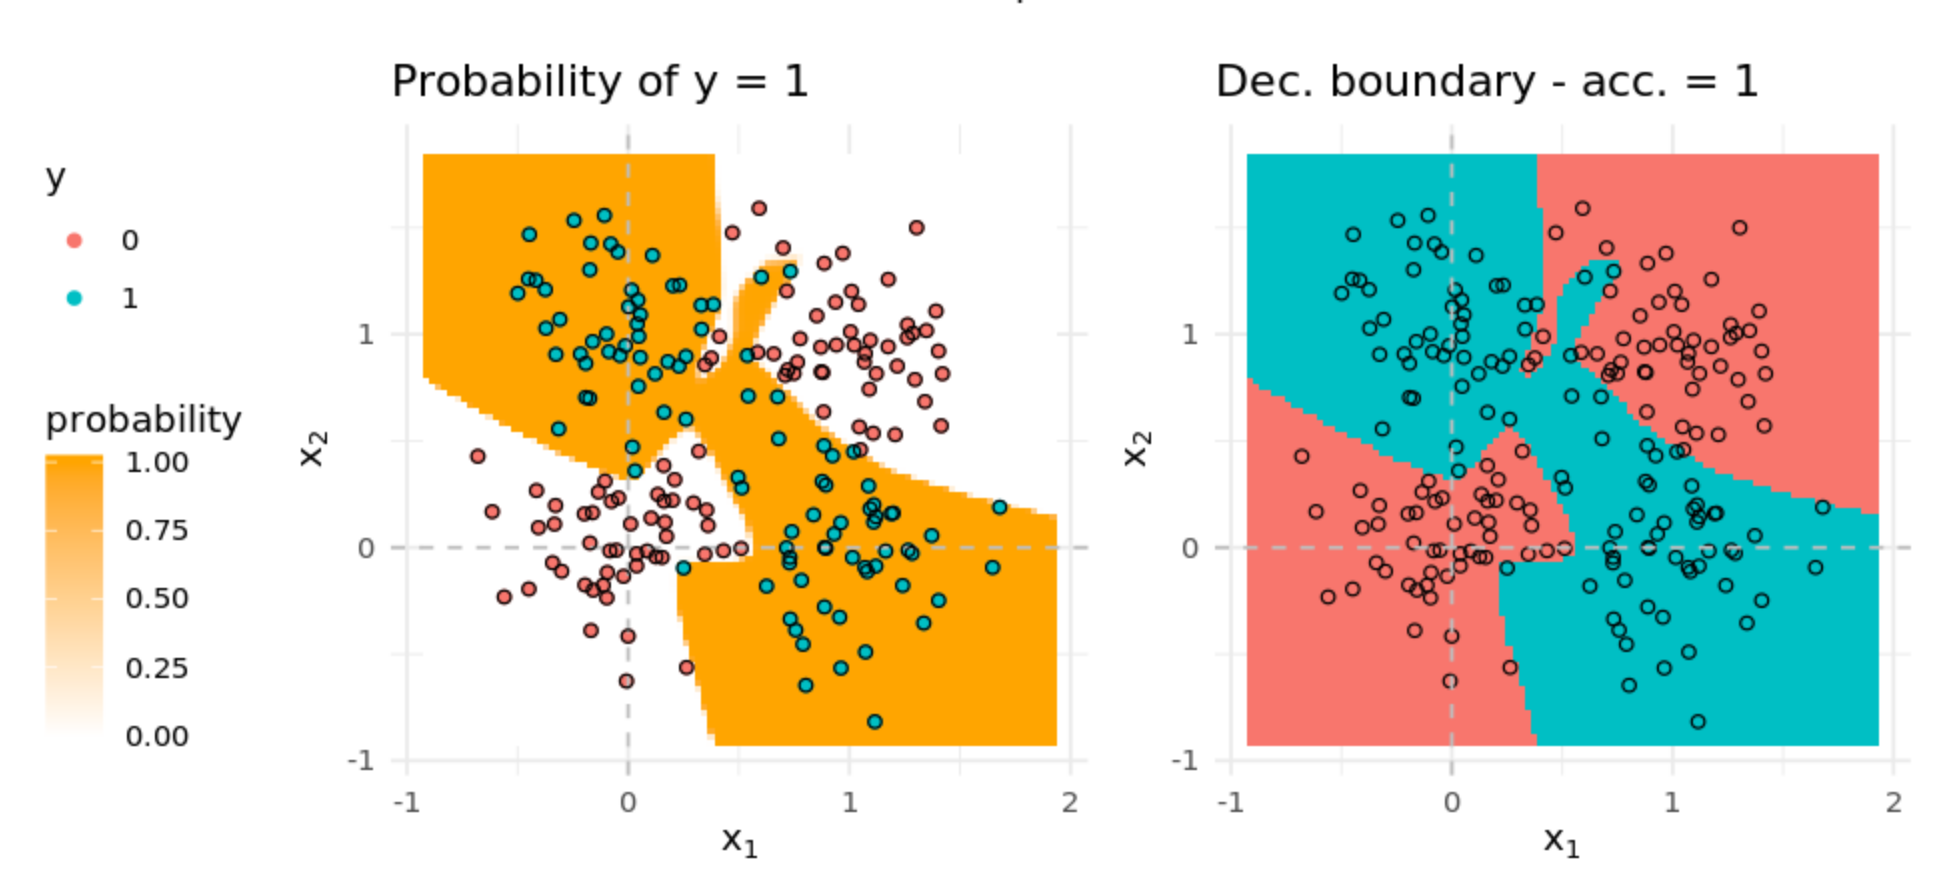 Probability of y = 1
Dec. boundary - acc. = 1
y
0
1
probability
1.00
0.75
0.50
0.25
0.00
x₂
1
0
-1
-1
0
1
2
x₁
x₂
1
0
-1
-1
0
1
2
x₁